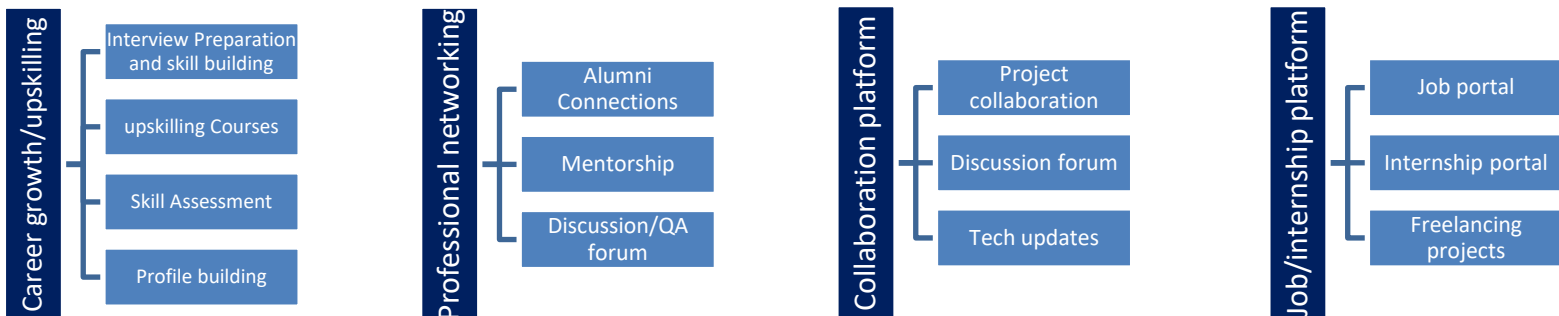 Career growth/upskilling
Interview Preparation
and skill building
upskilling Courses
Skill Assessment
Profile building
Professional networking
Alumni
Connections
Mentorship
Discussion/QA
forum
Collaboration platform
Project
collaboration
Discussion forum
Tech updates
Job/internship platform
Job portal
Internship portal
Freelancing
projects